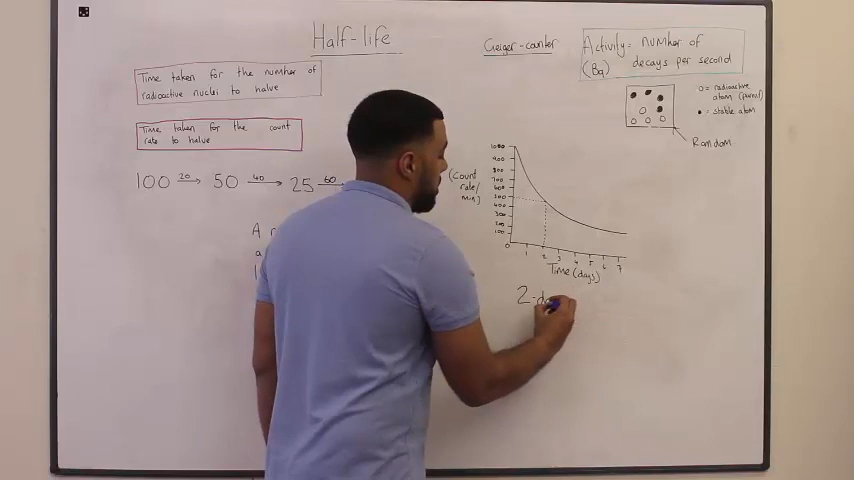 Half-life
Time taken for the number of
radioactive nuclei to halve
Time taken for the count
rate to halve
100 20→ 50 40→ 25 60→
A
a
Geiger-counter
Activity= number of
(Bq) decays per second
o = radioactive
atom (parent)
• = stable atom
Random
(Count
rate/
min)
1000
900
800
700
600
500
400
300
200
100
0 1 2 3 4 5 6 7
Time (days)
2-da